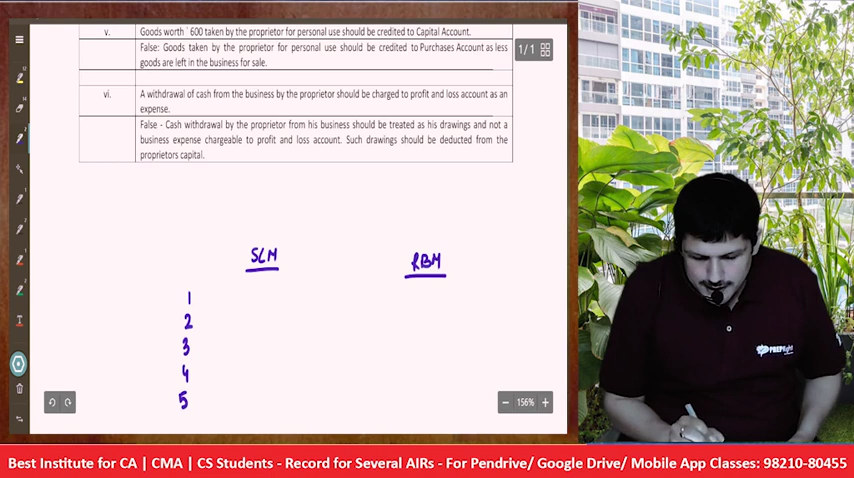 v. Goods worth ` 600 taken by the proprietor for personal use should be credited to Capital Account.
False: Goods taken by the proprietor for personal use should be credited to Purchases Account as less
goods are left in the business for sale.
vi. A withdrawal of cash from the business by the proprietor should be charged to profit and loss account as an
expense.
False - Cash withdrawal by the proprietor from his business should be treated as his drawings and not a
business expense chargeable to profit and loss account. Such drawings should be deducted from the
proprietors capital.
1/1
SLM RBM
1
2
3
4
5
156%
PREPfight
Best Institute for CA | CMA | CS Students - Record for Several AIRs - For Pendrive/ Google Drive/ Mobile App Classes: 98210-80455